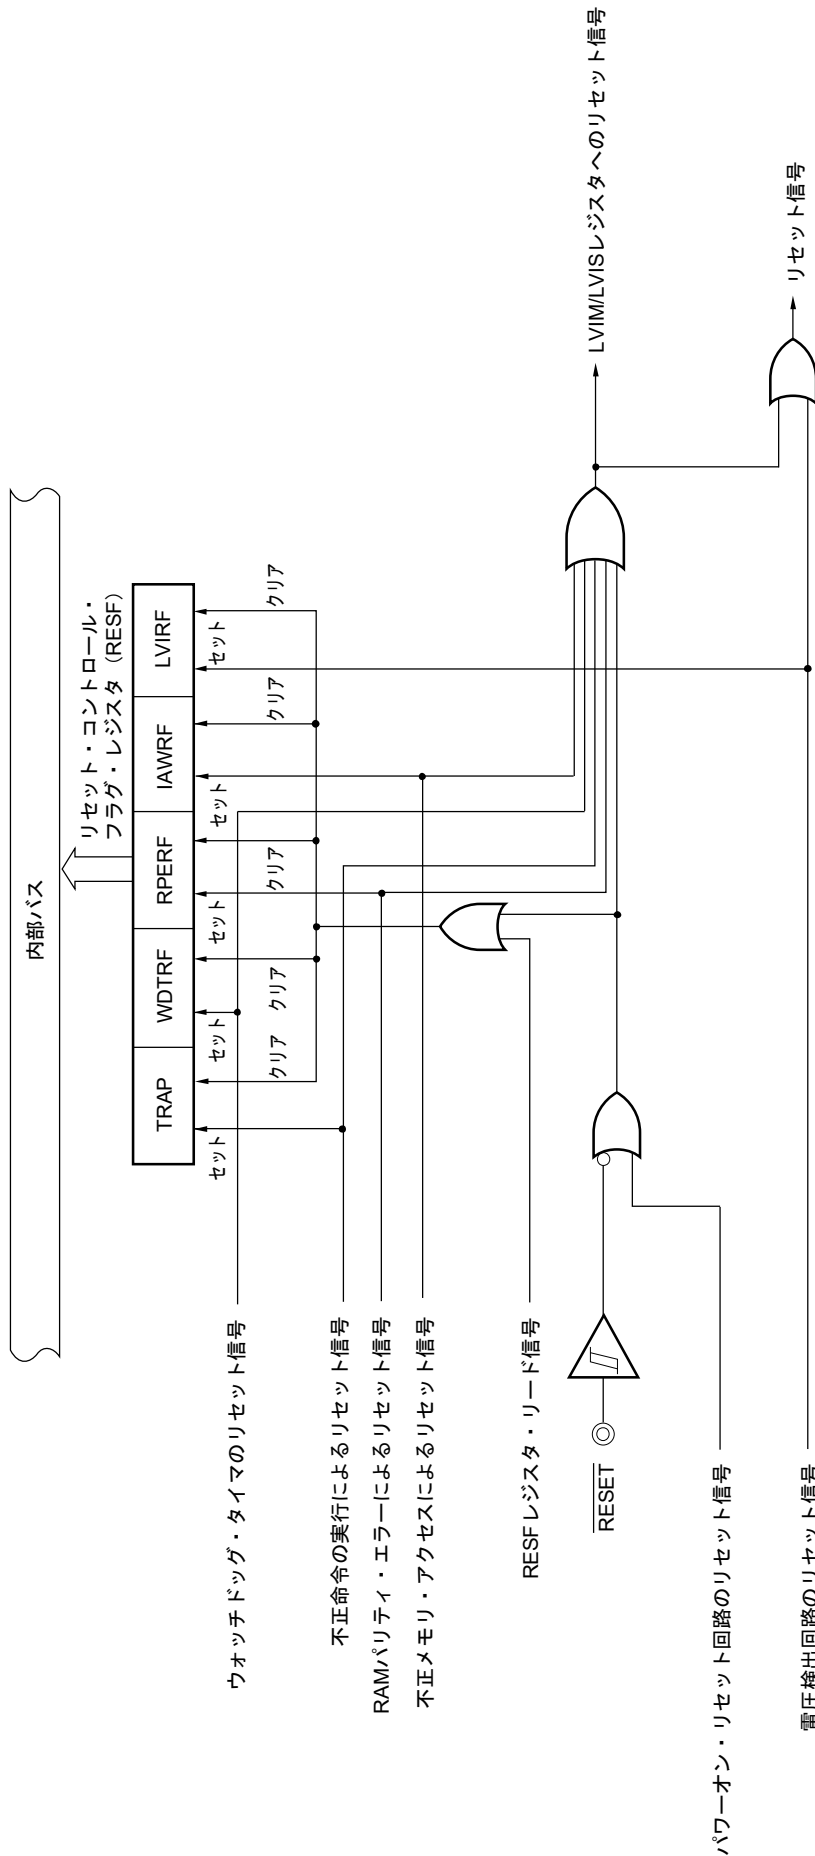 内部バス
リセット・コントロール・
フラグ・レジスタ（RESF）
TRAP
WDTRF
RPERF
IAWRF
LVIRF
セット
クリア
セット
クリア
セット
クリア
セット
クリア
セット
クリア
ウォッチドッグ・タイマのリセット信号
不正命令の実行によるリセット信号
RAMパリティ・エラーによるリセット信号
不正メモリ・アクセスによるリセット信号
RESFレジスタ・リード信号
RESET
パワーオン・リセット回路のリセット信号
電圧検出回路のリセット信号
LVIM/LVISレジスタへのリセット信号
リセット信号